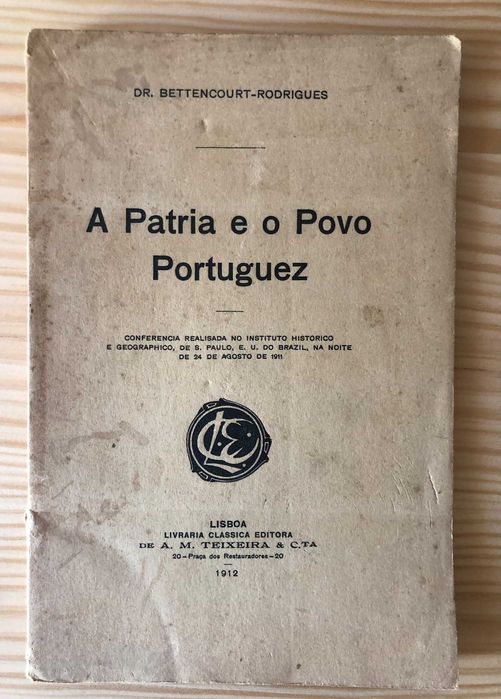 DR. BETTENCOURT-RODRIGUES
A Patria e o Povo
Portuguez
CONFERENCIA REALISADA NO INSTITUTO HISTORICO
E GEOGRAPHICO, DE S. PAULO, E. U. DO BRAZIL, NA NOITE
DE 24 DE AGOSTO DE 1911
LCE
LISBOA
LIVRARIA CLASSICA EDITORA
DE A. M. TEIXEIRA & C.TA
20—Praça dos Restauradores—20
1912